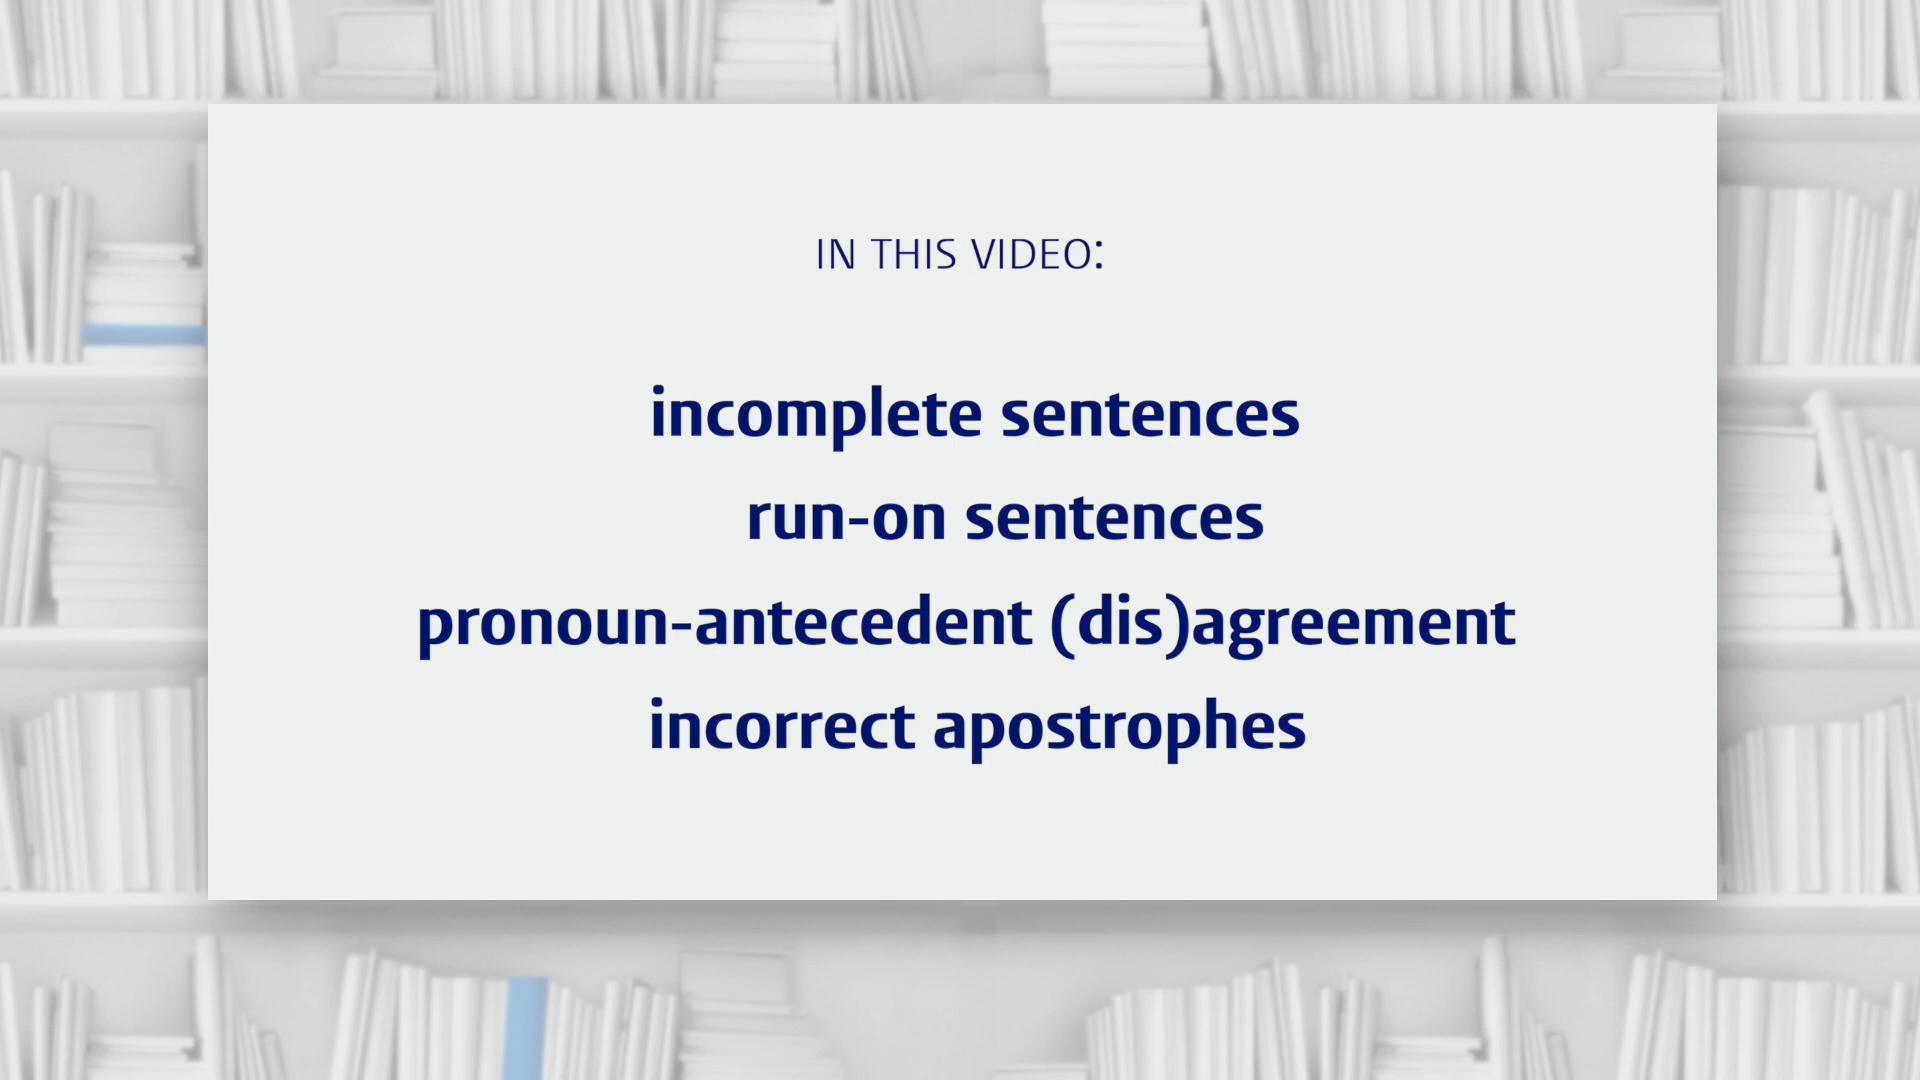 IN THIS VIDEO:
incomplete sentences
run-on sentences
pronoun-antecedent (dis)agreement
incorrect apostrophes